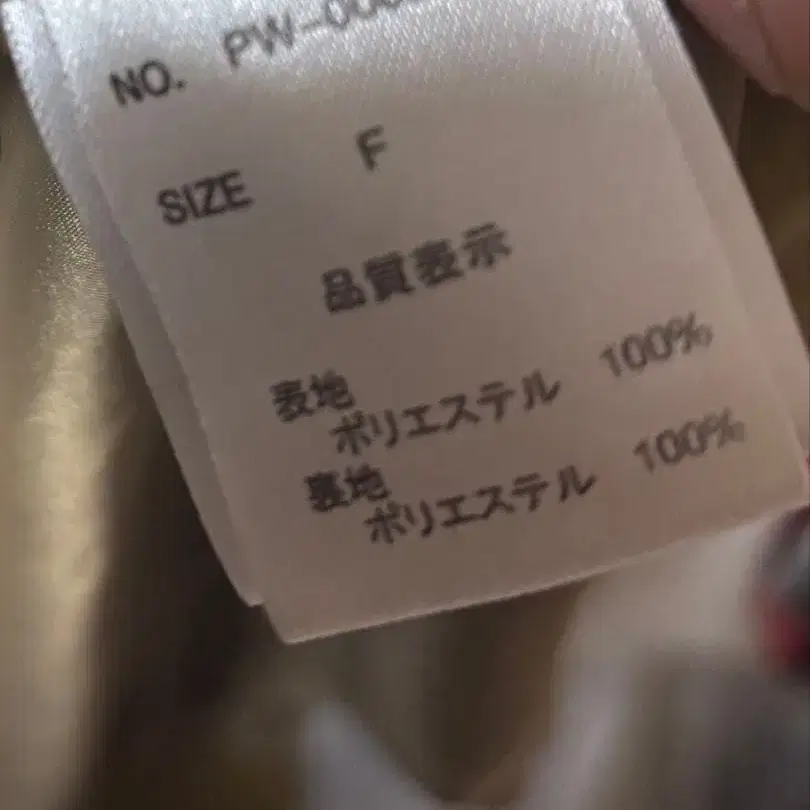 NO. PW-00
SIZE F
品質表示
表地
ポリエステル 100%
裏地
ポリエステル 100%